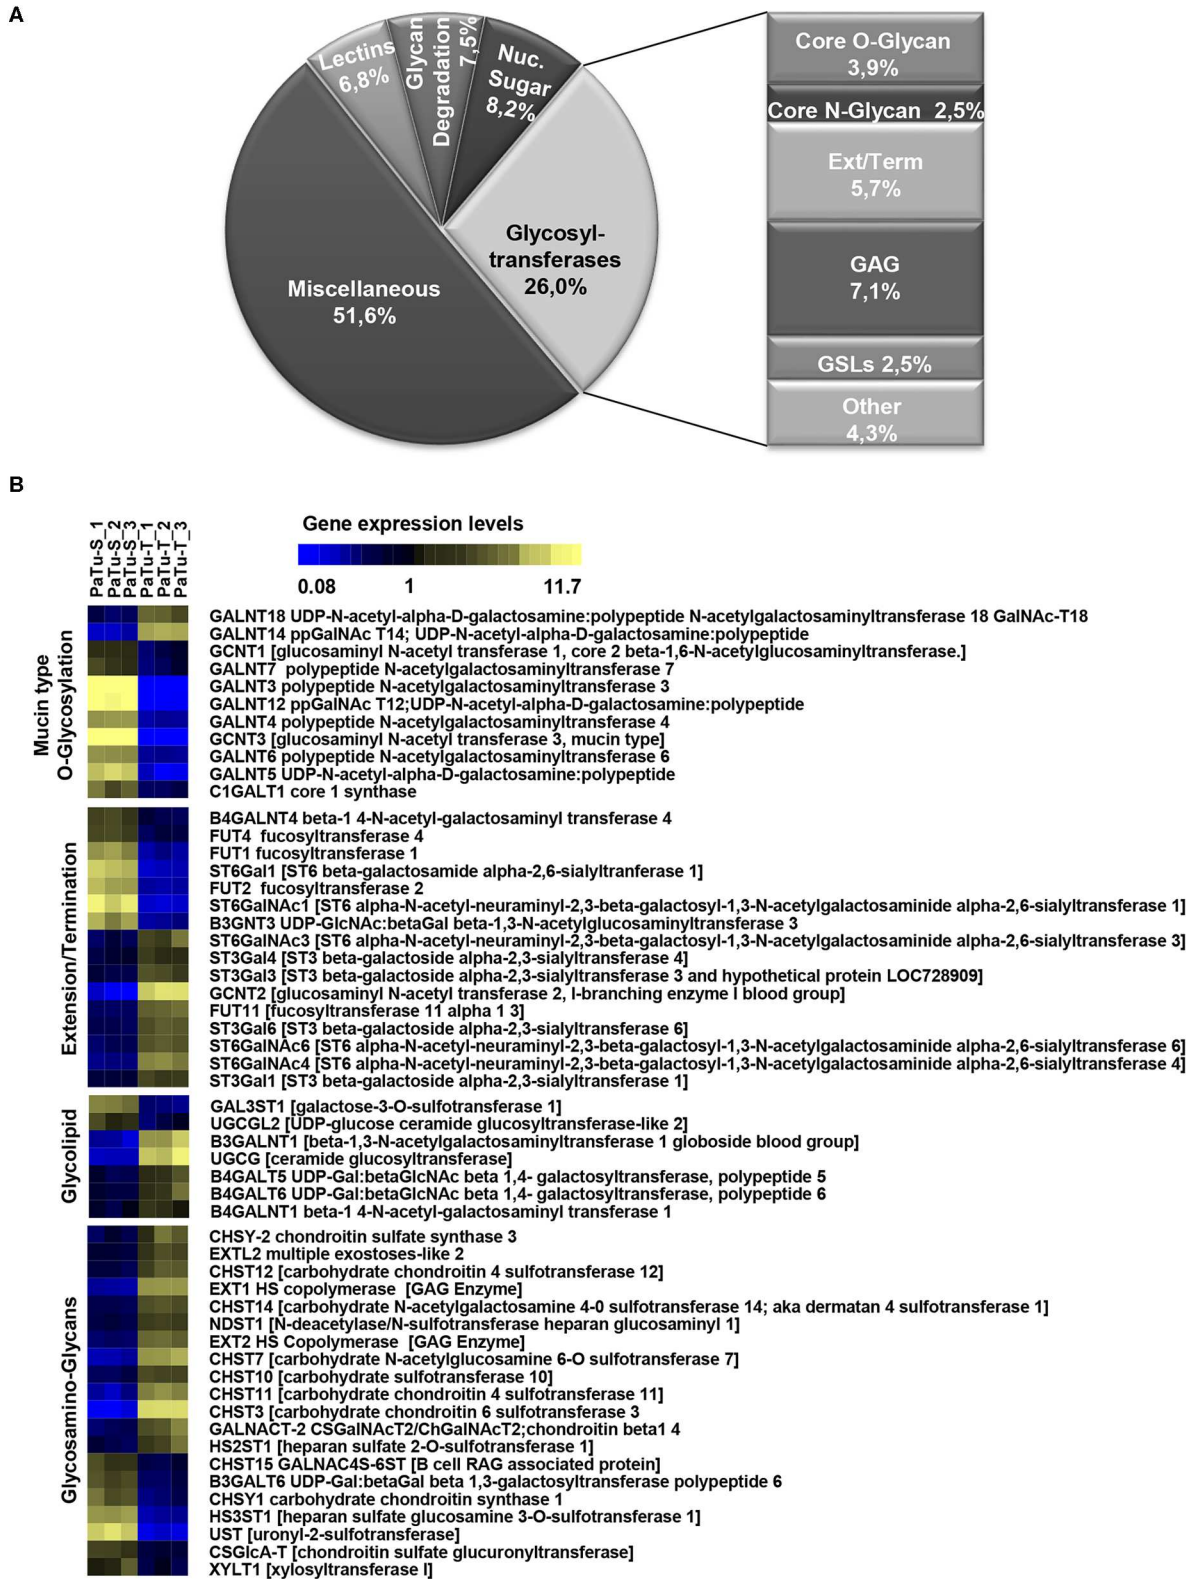 A
Lectins
6,8%
Glycan
Degradation
7,5%
Nuc.
Sugar
8,2%
Glycosyl-
transferases
26,0%
Miscellaneous
51,6%
Core O-Glycan
3,9%
Core N-Glycan 2,5%
Ext/Term
5,7%
GAG
7,1%
GSLs 2,5%
Other
4,3%
B
PaTu-S_1
PaTu-S_2
PaTu-S_3
PaTu-T_1
PaTu-T_2
PaTu-T_3
Gene expression levels
0.08 1 11.7
Mucin type
O-Glycosylation
GALNT18 UDP-N-acetyl-alpha-D-galactosamine:polypeptide N-acetylgalactosaminyltransferase 18 GalNAc-T18
GALNT14 ppGalNAc T14; UDP-N-acetyl-alpha-D-galactosamine:polypeptide
GCNT1 [glucosaminyl N-acetyl transferase 1, core 2 beta-1,6-N-acetylglucosaminyltransferase.]
GALNT7 polypeptide N-acetylgalactosaminyltransferase 7
GALNT3 polypeptide N-acetylgalactosaminyltransferase 3
GALNT12 ppGalNAc T12;UDP-N-acetyl-alpha-D-galactosamine:polypeptide
GALNT4 polypeptide N-acetylgalactosaminyltransferase 4
GCNT3 [glucosaminyl N-acetyl transferase 3, mucin type]
GALNT6 polypeptide N-acetylgalactosaminyltransferase 6
GALNT5 UDP-N-acetyl-alpha-D-galactosamine:polypeptide
C1GALT1 core 1 synthase
Extension/Termination
B4GALNT4 beta-1 4-N-acetyl-galactosaminyl transferase 4
FUT4 fucosyltransferase 4
FUT1 fucosyltransferase 1
ST6Gal1 [ST6 beta-galactosamide alpha-2,6-sialyltranferase 1]
FUT2 fucosyltransferase 2
ST6GalNAc1 [ST6 alpha-N-acetyl-neuraminyl-2,3-beta-galactosyl-1,3-N-acetylgalactosaminide alpha-2,6-sialyltransferase 1]
B3GNT3 UDP-GlcNAc:betaGal beta-1,3-N-acetylglucosaminyltransferase 3
ST6GalNAc3 [ST6 alpha-N-acetyl-neuraminyl-2,3-beta-galactosyl-1,3-N-acetylgalactosaminide alpha-2,6-sialyltransferase 3]
ST3Gal4 [ST3 beta-galactoside alpha-2,3-sialyltransferase 4]
ST3Gal3 [ST3 beta-galactoside alpha-2,3-sialyltransferase 3 and hypothetical protein LOC728909]
GCNT2 [glucosaminyl N-acetyl transferase 2, I-branching enzyme I blood group]
FUT11 [fucosyltransferase 11 alpha 1 3]
ST3Gal6 [ST3 beta-galactoside alpha-2,3-sialyltransferase 6]
ST6GalNAc6 [ST6 alpha-N-acetyl-neuraminyl-2,3-beta-galactosyl-1,3-N-acetylgalactosaminide alpha-2,6-sialyltransferase 6]
ST6GalNAc4 [ST6 alpha-N-acetyl-neuraminyl-2,3-beta-galactosyl-1,3-N-acetylgalactosaminide alpha-2,6-sialyltransferase 4]
ST3Gal1 [ST3 beta-galactoside alpha-2,3-sialyltransferase 1]
Glycolipid
GAL3ST1 [galactose-3-O-sulfotransferase 1]
UGCGL2 [UDP-glucose ceramide glucosyltransferase-like 2]
B3GALNT1 [beta-1,3-N-acetylgalactosaminyltransferase 1 globoside blood group]
UGCG [ceramide glucosyltransferase]
B4GALT5 UDP-Gal:betaGlcNAc beta 1,4- galactosyltransferase, polypeptide 5
B4GALT6 UDP-Gal:betaGlcNAc beta 1,4- galactosyltransferase, polypeptide 6
B4GALNT1 beta-1 4-N-acetyl-galactosaminyl transferase 1
Glycosamino-Glycans
CHSY-2 chondroitin sulfate synthase 3
EXTL2 multiple exostoses-like 2
CHST12 [carbohydrate chondroitin 4 sulfotransferase 12]
EXT1 HS copolymerase [GAG Enzyme]
CHST14 [carbohydrate N-acetylgalactosamine 4-0 sulfotransferase 14; aka dermatan 4 sulfotransferase 1]
NDST1 [N-deacetylase/N-sulfotransferase heparan glucosaminyl 1]
EXT2 HS Copolymerase [GAG Enzyme]
CHST7 [carbohydrate N-acetylglucosamine 6-O sulfotransferase 7]
CHST10 [carbohydrate sulfotransferase 10]
CHST11 [carbohydrate chondroitin 4 sulfotransferase 11]
CHST3 [carbohydrate chondroitin 6 sulfotransferase 3
GALNACT-2 CSGalNAcT2/ChGalNAcT2;chondroitin beta1 4
HS2ST1 [heparan sulfate 2-O-sulfotransferase 1]
CHST15 GALNAC4S-6ST [B cell RAG associated protein]
B3GALT6 UDP-Gal:betaGal beta 1,3-galactosyltransferase polypeptide 6
CHSY1 carbohydrate chondroitin synthase 1
HS3ST1 [heparan sulfate glucosamine 3-O-sulfotransferase 1]
UST [uronyl-2-sulfotransferase]
CSGlcA-T [chondroitin sulfate glucuronyltransferase]
XYLT1 [xylosyltransferase I]